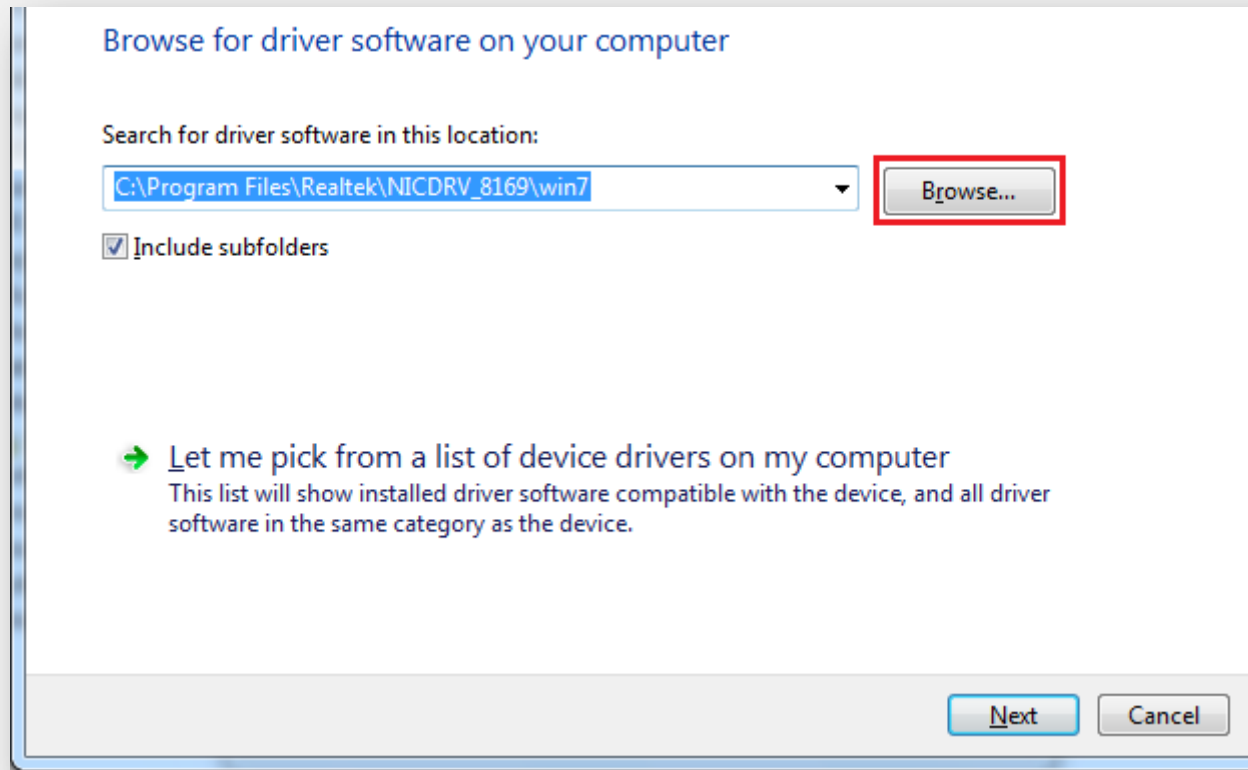 Browse for driver software on your computer
Search for driver software in this location:
C:\Program Files\Realtek\NICDRV_8169\win7
Browse...
Include subfolders
Let me pick from a list of device drivers on my computer
This list will show installed driver software compatible with the device, and all driver
software in the same category as the device.
Next
Cancel